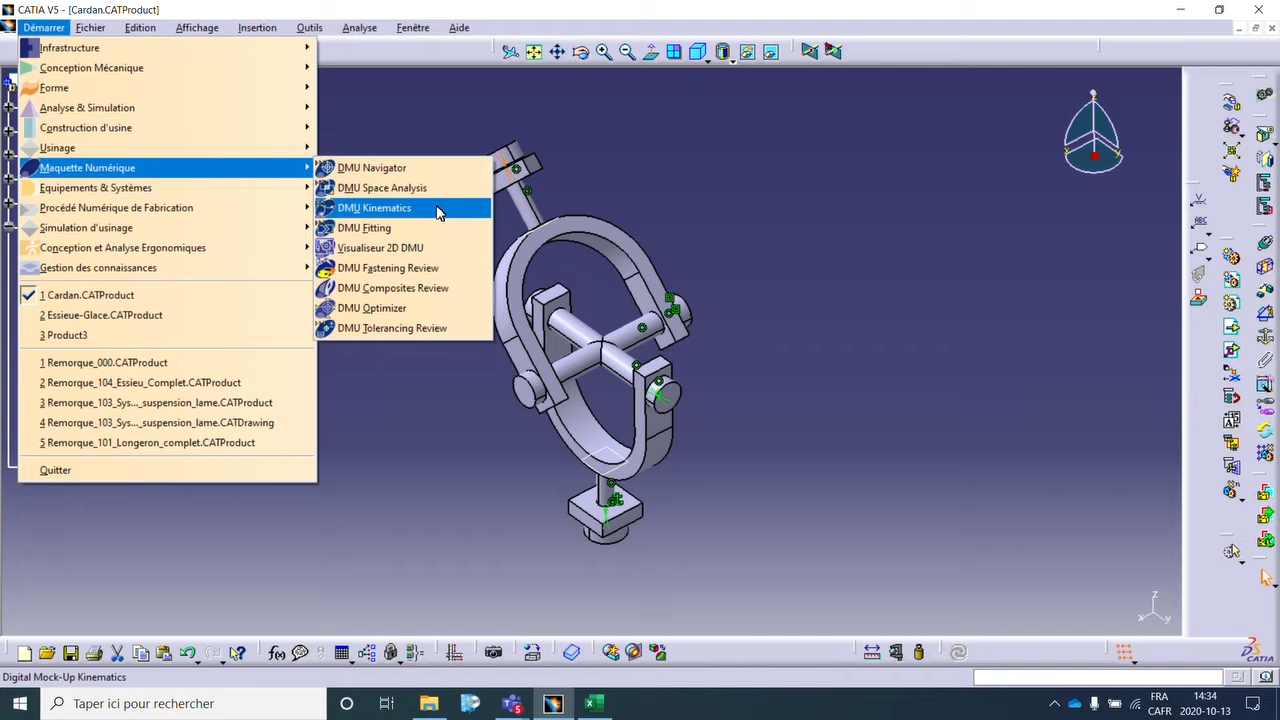 CATIA V5 - [Cardan.CATProduct]
Démarrer Fichier Edition Affichage Insertion Outils Analyse Fenêtre Aide
Infrastructure
Conception Mécanique
Forme
Analyse & Simulation
Construction d'usine
Usinage
Maquette Numérique
Equipements & Systèmes
Procédé Numérique de Fabrication
Simulation d'usinage
Conception et Analyse Ergonomiques
Gestion des connaissances
1 Cardan.CATProduct
2 Essieue-Glace.CATProduct
3 Product3
1 Remorque_000.CATProduct
2 Remorque_104_Essieu_Complet.CATProduct
3 Remorque_103_Sys..._suspension_lame.CATProduct
4 Remorque_103_Sys..._suspension_lame.CATDrawing
5 Remorque_101_Longeron_complet.CATProduct
Quitter
DMU Navigator
DMU Space Analysis
DMU Kinematics
DMU Fitting
Visualiseur 2D DMU
DMU Fastening Review
DMU Composites Review
DMU Optimizer
DMU Tolerancing Review
z
x y
CATIA
Digital Mock-Up Kinematics
Taper ici pour rechercher
FRA
CAFR
14:34
2020-10-13